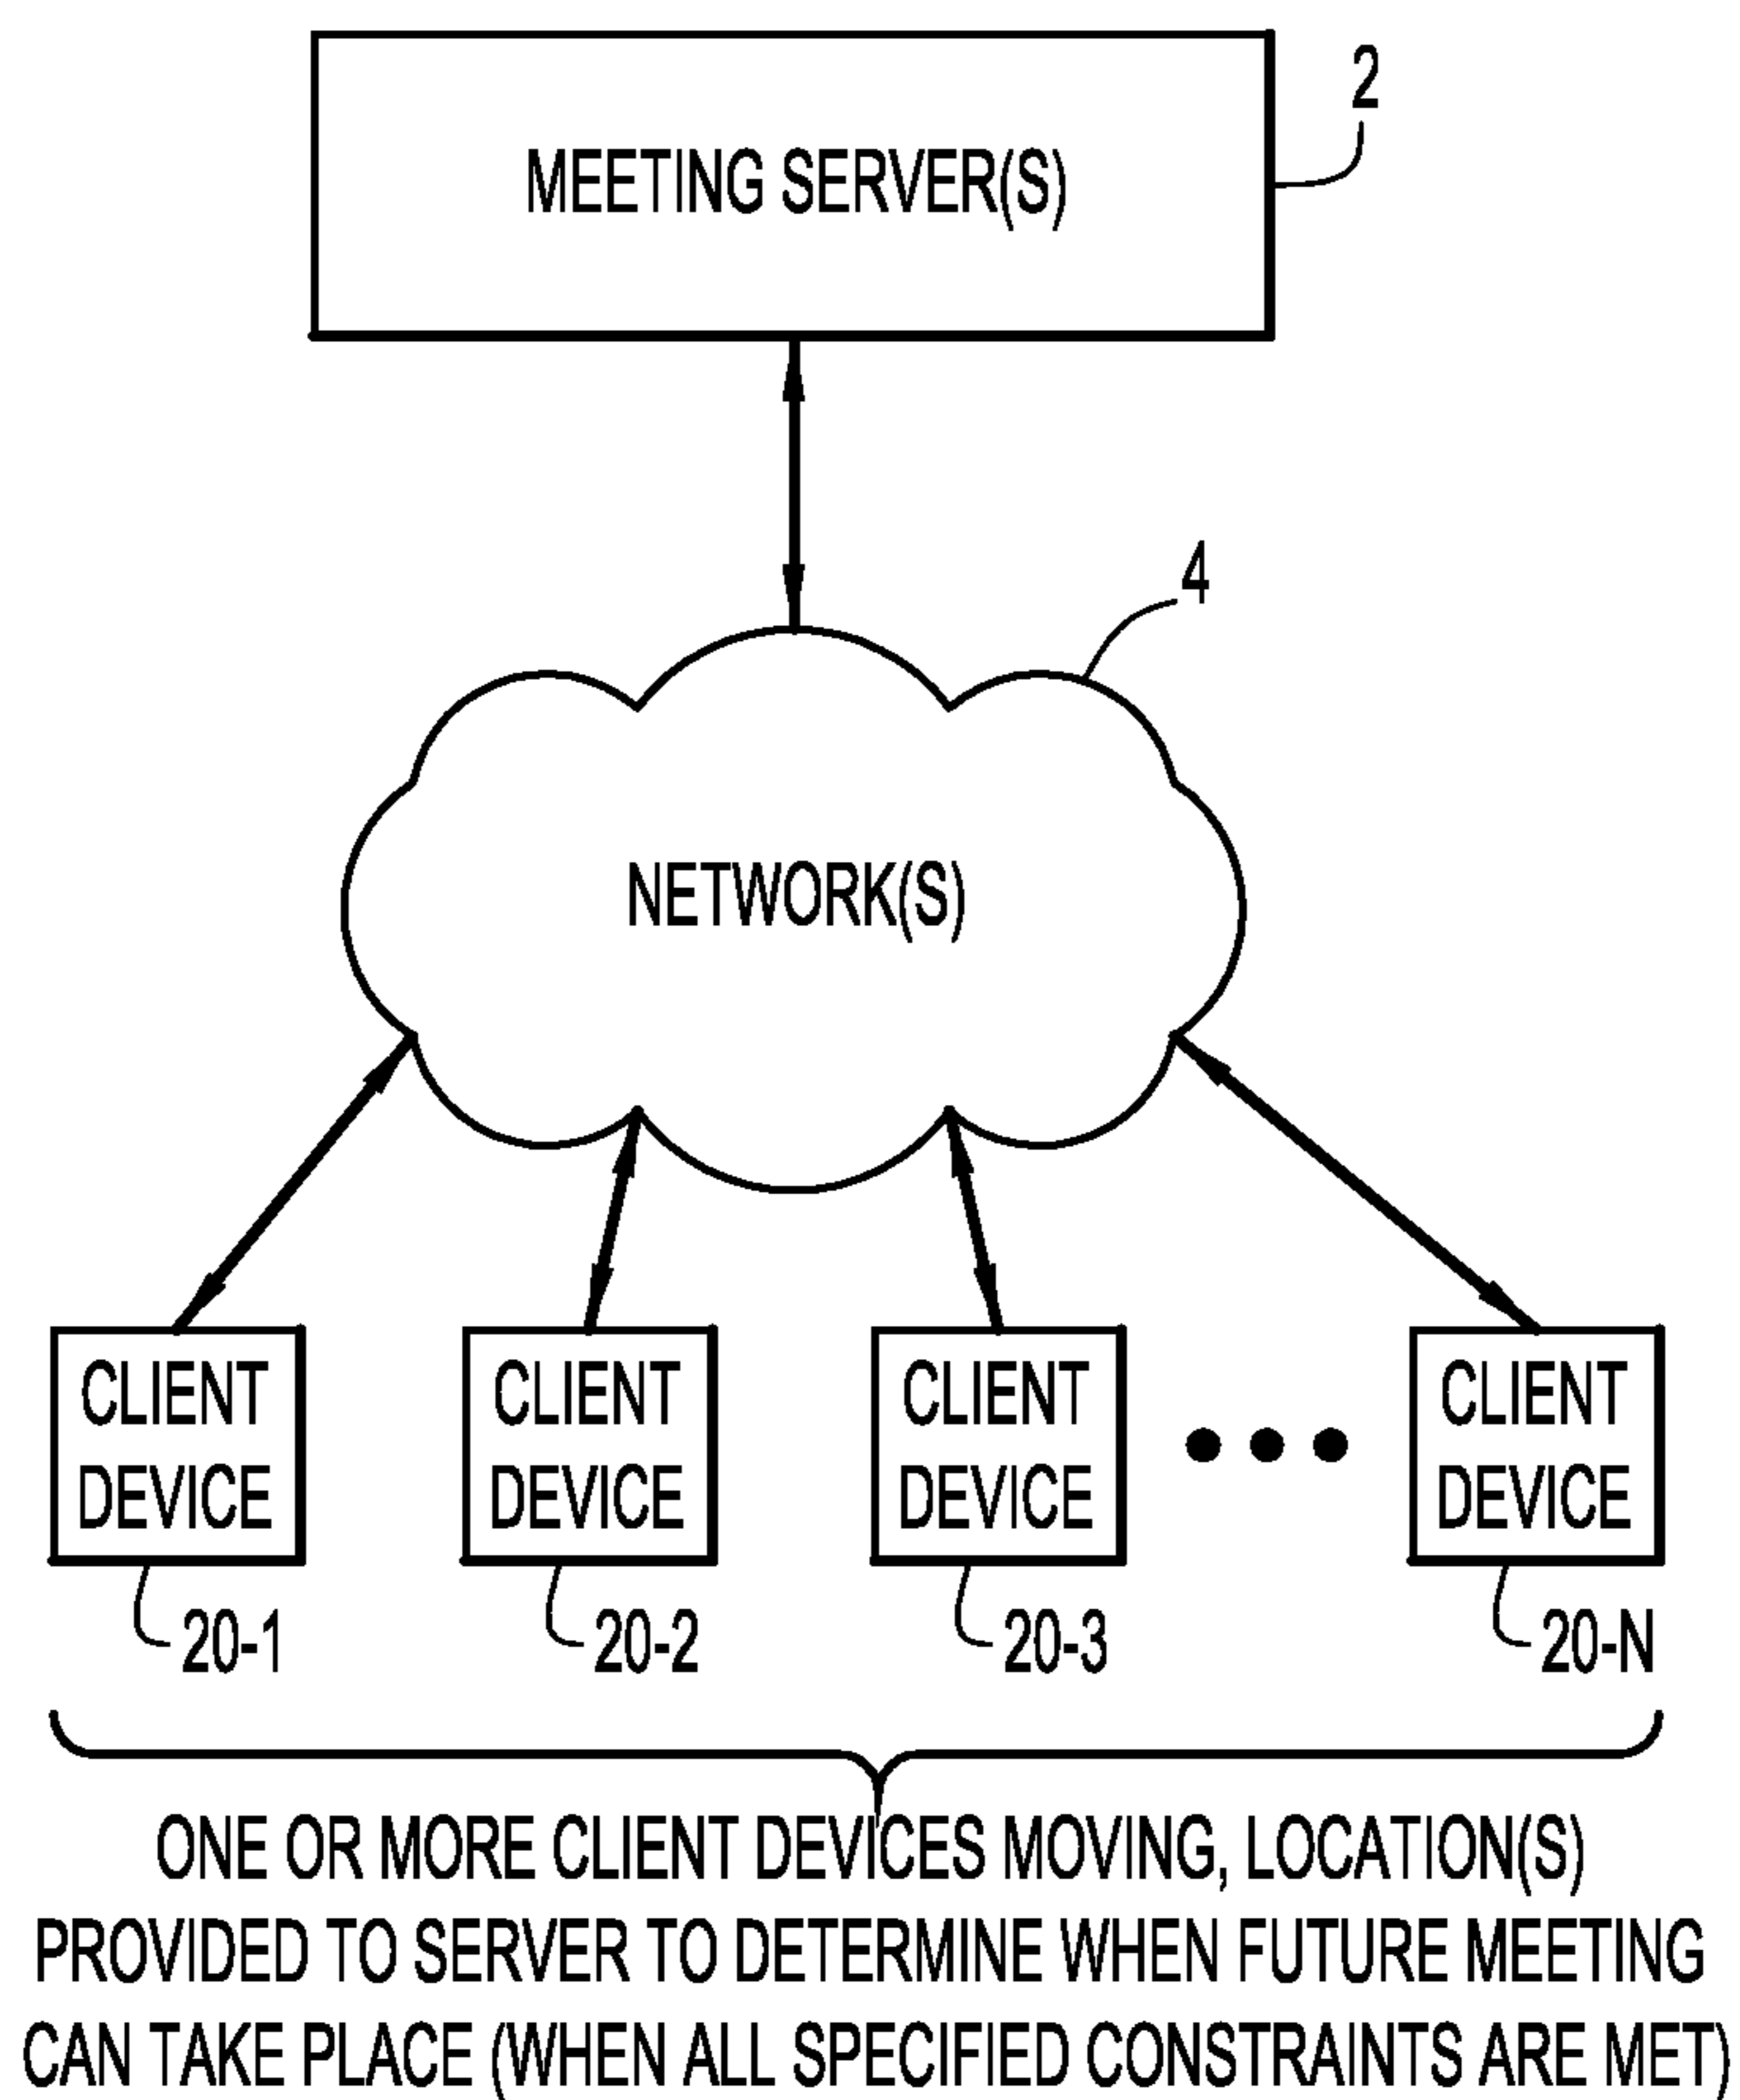 MEETING SERVER(S)
2
4
NETWORK(S)
CLIENT
DEVICE
CLIENT
DEVICE
CLIENT
DEVICE
CLIENT
DEVICE
20-1
20-2
20-3
20-N
ONE OR MORE CLIENT DEVICES MOVING, LOCATION(S)
PROVIDED TO SERVER TO DETERMINE WHEN FUTURE MEETING
CAN TAKE PLACE (WHEN ALL SPECIFIED CONSTRAINTS ARE MET)